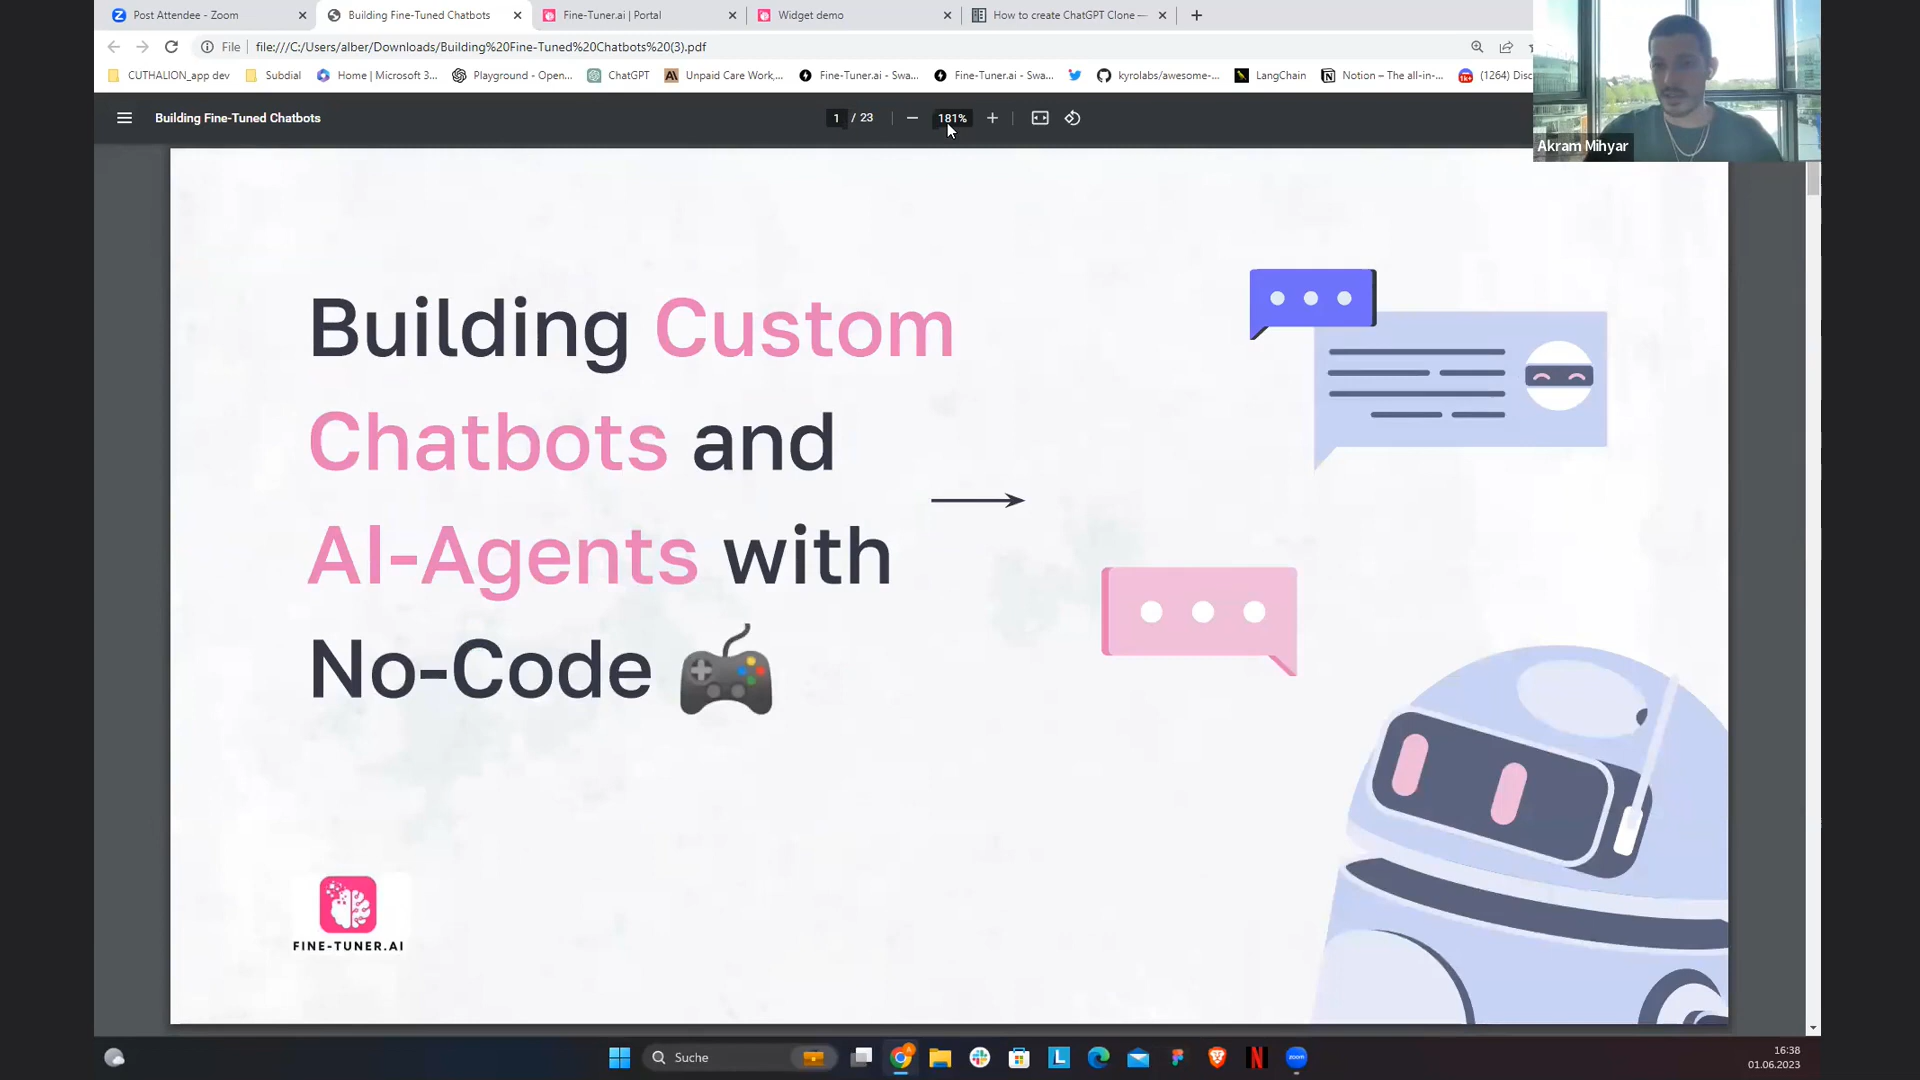 Post Attendee - Zoom
Building Fine-Tuned Chatbots
Fine-Tuner.ai | Portal
Widget demo
How to create ChatGPT Clone —
File
file:///C:/Users/alber/Downloads/Building%20Fine-Tuned%20Chatbots%20(3).pdf
CUTHALION_app dev
Subdial
Home | Microsoft 3...
Playground - Open...
ChatGPT
Unpaid Care Work,...
Fine-Tuner.ai - Swa...
Fine-Tuner.ai - Swa...
kyrolabs/awesome-...
LangChain
Notion – The all-in-...
(1264) Disc
Building Fine-Tuned Chatbots
1 / 23
181%
Akram Mihyar
Building Custom
Chatbots and
AI-Agents with
No-Code
FINE-TUNER.AI
Suche
16:38
01.06.2023